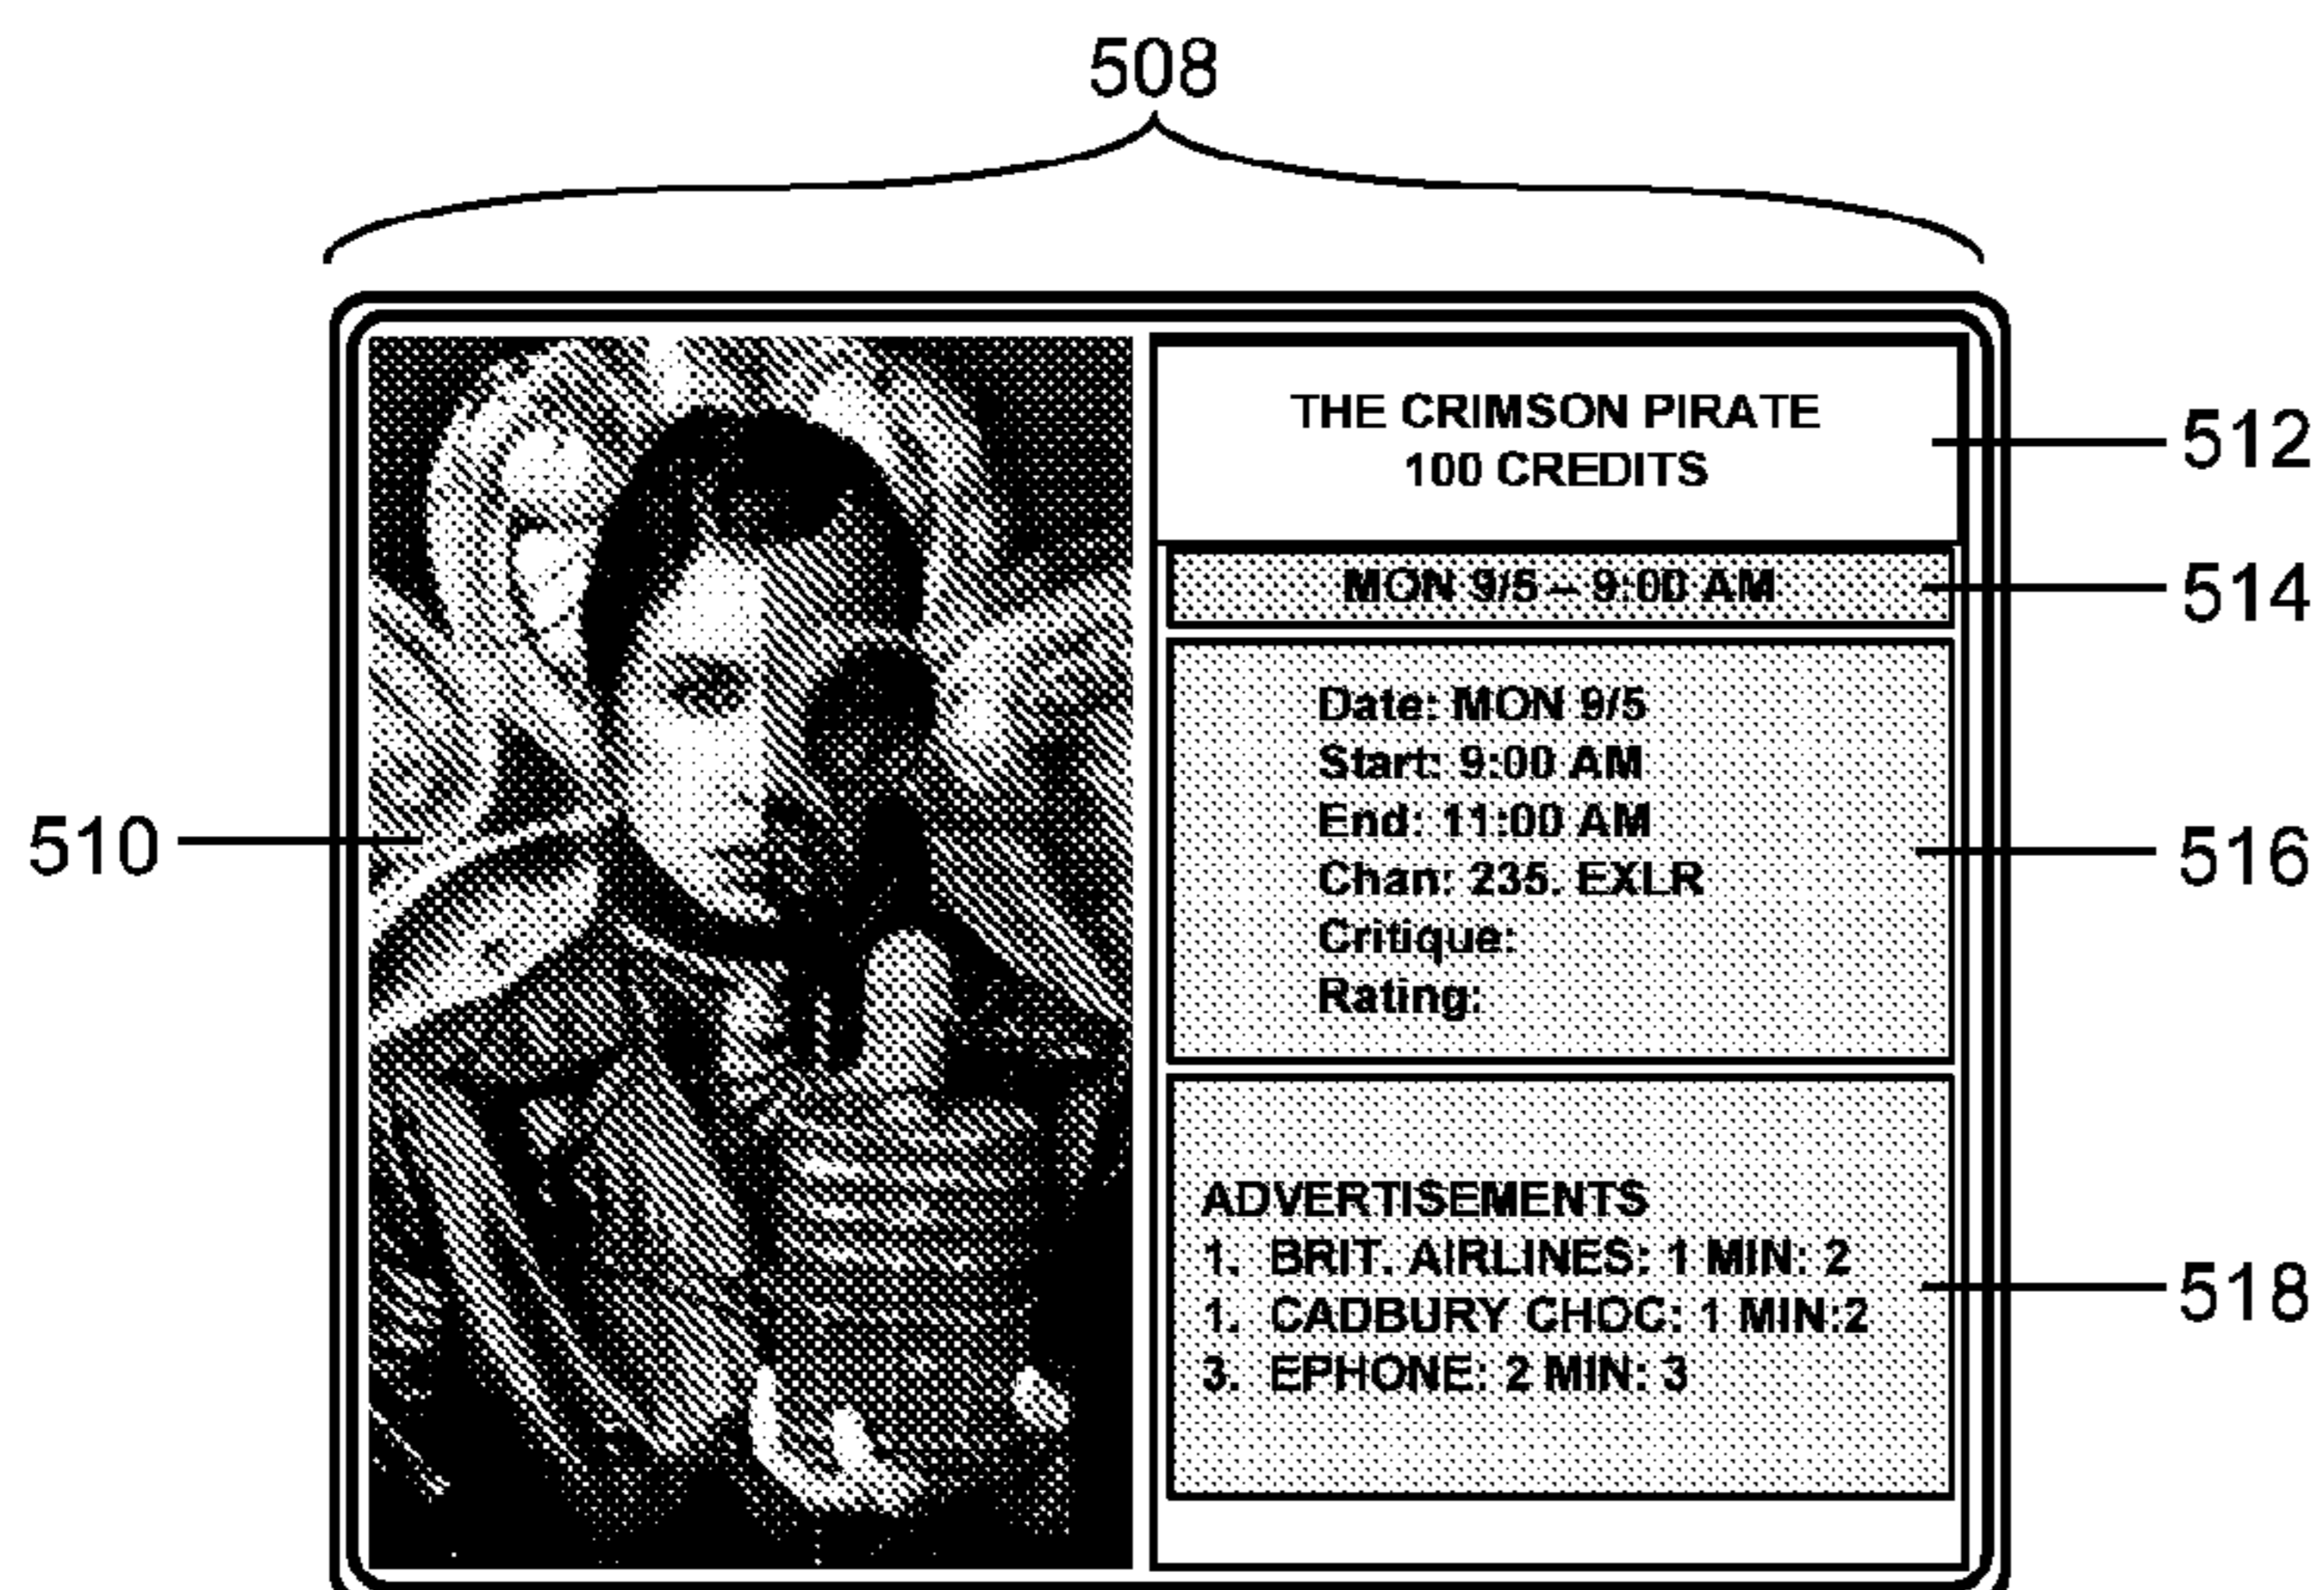 508
THE CRIMSON PIRATE
100 CREDITS
512
MON 9/5 – 9:00 AM
514
Date: MON 9/5
Start: 9:00 AM
End: 11:00 AM
Chan: 235. EXLR
Critique:
Rating:
510
516
ADVERTISEMENTS
1. BRIT. AIRLINES: 1 MIN: 2
1. CADBURY CHOC: 1 MIN:2
3. EPHONE: 2 MIN: 3
518